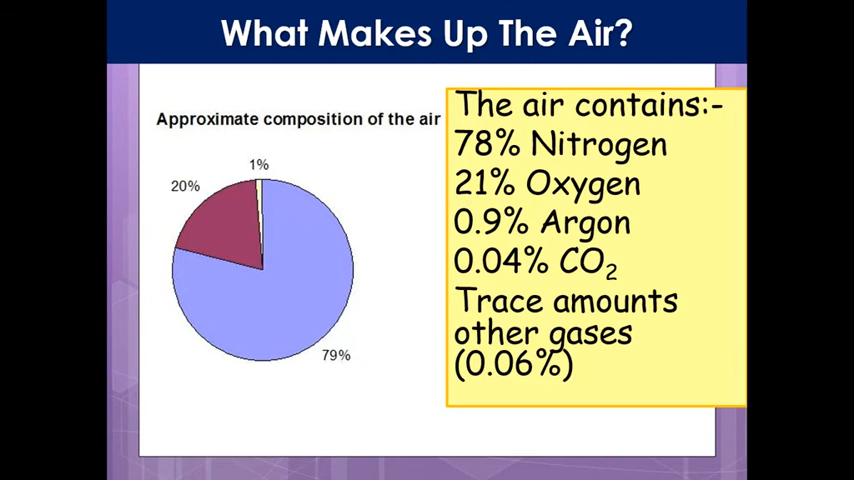 What Makes Up The Air?
Approximate composition of the air
1%
20%
79%
The air contains:-
78% Nitrogen
21% Oxygen
0.9% Argon
0.04% CO₂
Trace amounts
other gases
(0.06%)